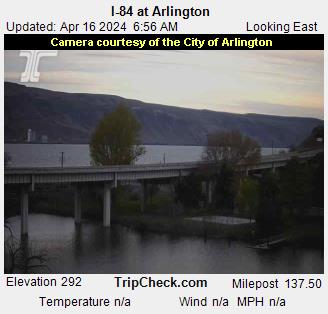 I-84 at Arlington
Updated: Apr 16 2024 6:56 AM Looking East
Camera courtesy of the City of Arlington
Elevation 292 TripCheck.com Milepost 137.50
Temperature n/a Wind n/a MPH n/a